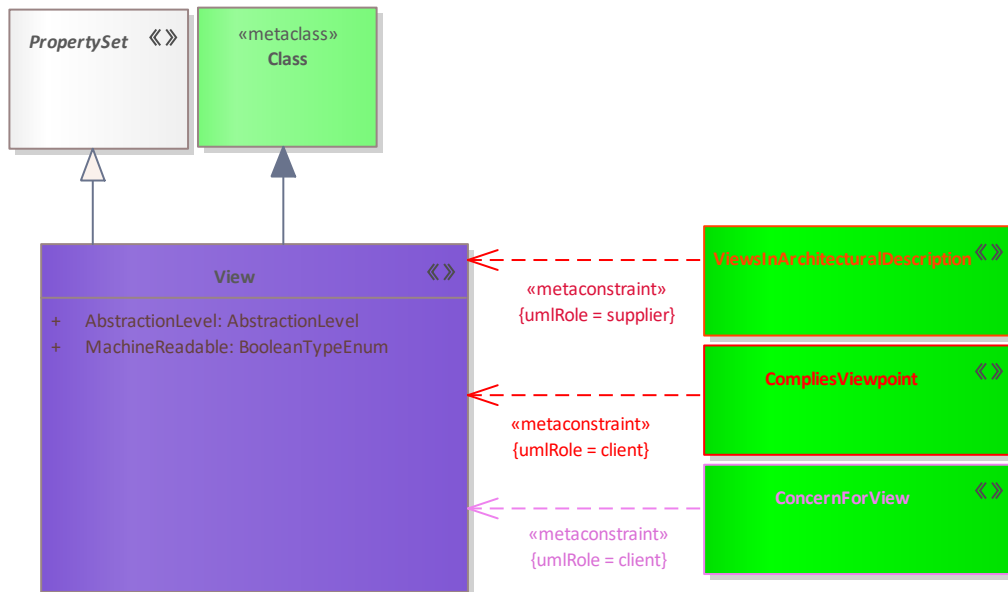 PropertySet «»
«metaclass»
Class
View «»
+ AbstractionLevel: AbstractionLevel
+ MachineReadable: BooleanTypeEnum
ViewsInArchitecturalDescription «»
«metaconstraint»
{umlRole = supplier}
CompliesViewpoint «»
«metaconstraint»
{umlRole = client}
ConcernForView «»
«metaconstraint»
{umlRole = client}